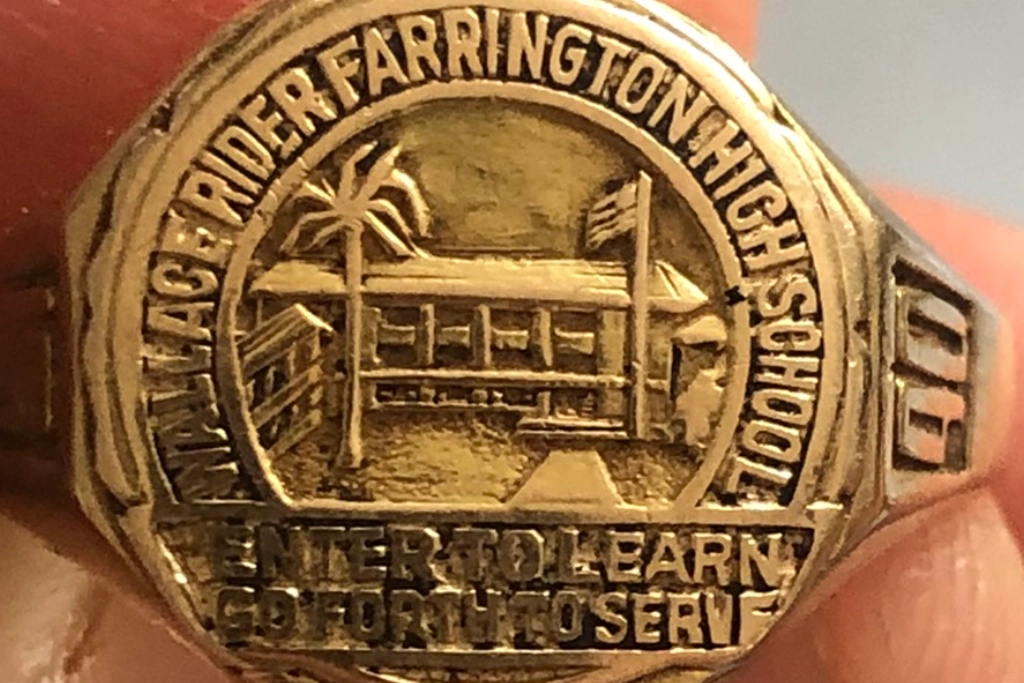 WALLACE RIDER FARRINGTON HIGH SCHOOL
ENTER TO LEARN
GO FORTH TO SERVE